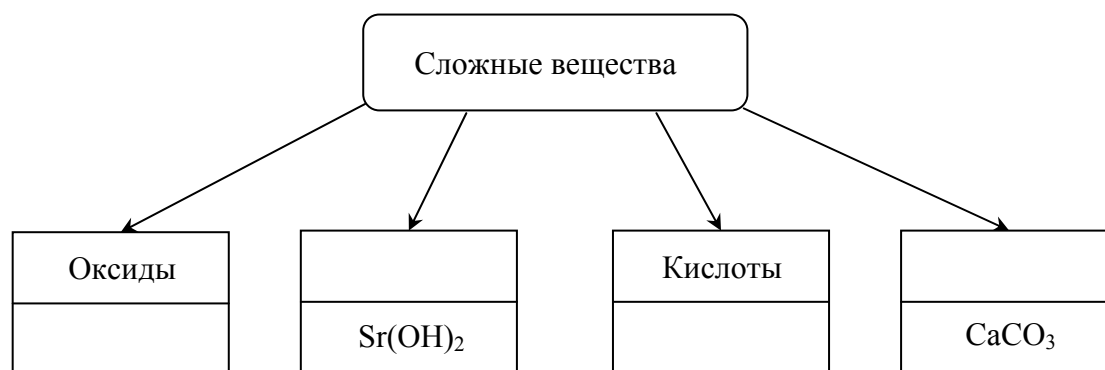 Сложные вещества
Оксиды
Кислоты
Sr(OH)₂
CaCO₃